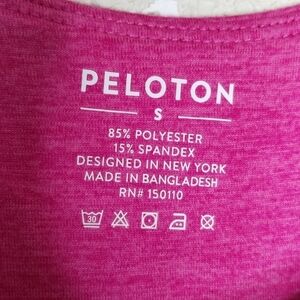 PELOTON
S
85% POLYESTER
15% SPANDEX
DESIGNED IN NEW YORK
MADE IN BANGLADESH
RN# 150110
30